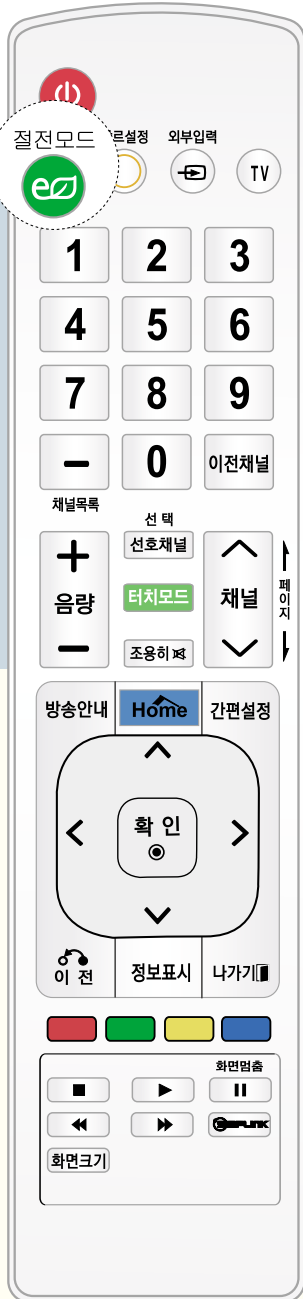 절전모드
르설정 외부입력
eø TV
1 2 3
4 5 6
7 8 9
- 0 이전채널
채널목록
선 택
선호채널
+
음량
-
터치모드
채널
페이지
조용히
방송안내 Home 간편설정
확 인
이 전 정보표시 나가기
화면멈춤
화면크기